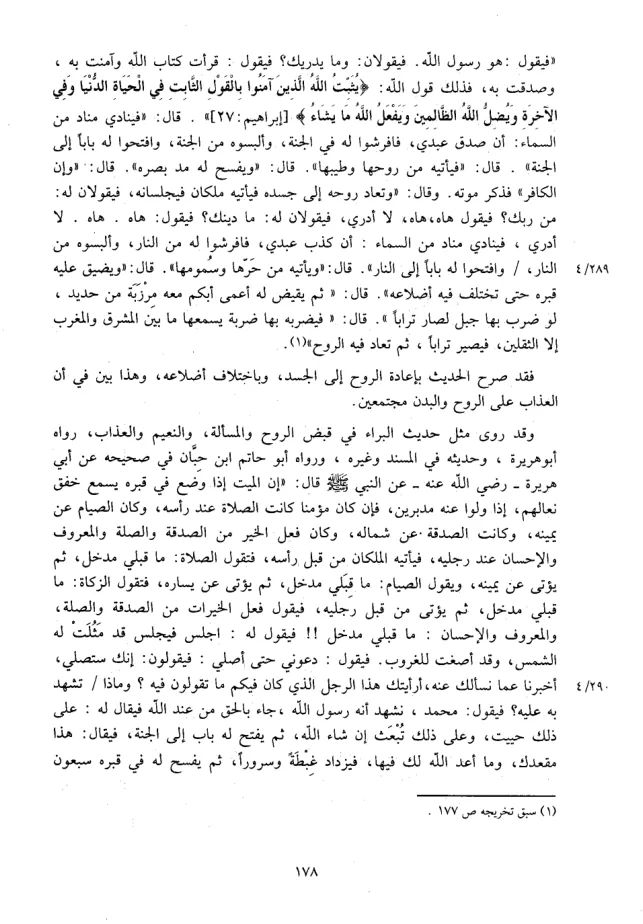 «فيقول :هو رسول الله. فيقولان: وما يدريك؟ فيقول : قرأت كتاب الله وآمنت به ،
وصدقت به، فذلك قول الله: ﴿يُثَبِّتُ اللَّهُ الَّذِينَ آمَنُوا بِالْقَوْلِ الثَّابِتِ فِي الْحَيَاةِ الدُّنْيَا وَفِي
الآخِرَةِ وَيُضِلُّ اللَّهُ الظَّالِمِينَ وَيَفْعَلُ اللَّهُ مَا يَشَاءُ﴾ [إبراهيم:٢٧]» . قال: «فينادي مناد من
السماء: أن صدق عبدي، فافرشوا له في الجنة، وألبسوه من الجنة، وافتحوا له باباً إلى
الجنة» . قال: «فيأتيه من روحها وطيبها». قال: «ويفسح له مد بصره». قال: «وإن
الكافر» فذكر موته. وقال: «وتعاد روحه إلى جسده فيأتيه ملكان فيجلسانه، فيقولان له:
من ربك؟ فيقول هاه،هاه، لا أدري، فيقولان له: ما دينك؟ فيقول: هاه . هاه . لا
أدري ، فينادي مناد من السماء : أن كذب عبدي، فافرشوا له من النار، وألبسوه من
النار، / وافتحوا له باباً إلى النار». قال: «ويأتيه من حَرّها وسُمومها». قال: «ويضيق عليه
٤/٢٨٩
قبره حتى تختلف فيه أضلاعه». قال: « ثم يقيض له أعمى أبكم معه مِرْزَبَة من حديد ،
لو ضرب بها جبل لصار تراباً ». قال: « فيضربه بها ضربة يسمعها ما بين المشرق والمغرب
إلا الثقلين، فيصير تراباً ، ثم تعاد فيه الروح»(١).
فقد صرح الحديث بإعادة الروح إلى الجسد، وباختلاف أضلاعه، وهذا بين في أن
العذاب على الروح والبدن مجتمعين.
وقد روى مثل حديث البراء في قبض الروح والمسألة، والنعيم والعذاب، رواه
أبوهريرة ، وحديثه في المسند وغيره ، ورواه أبو حاتم ابن حِبَّان في صحيحه عن أبي
هريرة ـ رضي الله عنه ـ عن النبي ﷺ قال: «إن الميت إذا وضع في قبره يسمع خفق
نعالهم، إذا ولوا عنه مدبرين، فإن كان مؤمنا كانت الصلاة عند رأسه، وكان الصيام عن
يمينه، وكانت الصدقة عن شماله، وكان فعل الخير من الصدقة والصلة والمعروف
والإحسان عند رجليه، فيأتيه الملكان من قبل رأسه، فتقول الصلاة: ما قبلي مدخل، ثم
يؤتى عن يمينه، ويقول الصيام: ما قِبَلي مدخل، ثم يؤتى عن يساره، فتقول الزكاة: ما
قبلي مدخل، ثم يؤتى من قبل رجليه، فيقول فعل الخيرات من الصدقة والصلة،
والمعروف والإحسان : ما قبلي مدخل !! فيقول له : اجلس فيجلس قد مَثُلَتْ له
الشمس، وقد أصغت للغروب. فيقول : دعوني حتى أصلي : فيقولون: إنك ستصلي،
أخبرنا عما نسألك عنه،أرأيتك هذا الرجل الذي كان فيكم ما تقولون فيه ؟ وماذا / تشهد
٤/٢٩٠
به عليه؟ فيقول: محمد ، نشهد أنه رسول الله ،جاء بالحق من عند الله فيقال له : على
ذلك حييت، وعلى ذلك تُبْعَث إن شاء الله، ثم يفتح له باب إلى الجنة، فيقال: هذا
مقعدك، وما أعد الله لك فيها، فيزداد غِبْطَةً وسروراً، ثم يفسح له في قبره سبعون
(١) سبق تخريجه ص ١٧٧ .
١٧٨